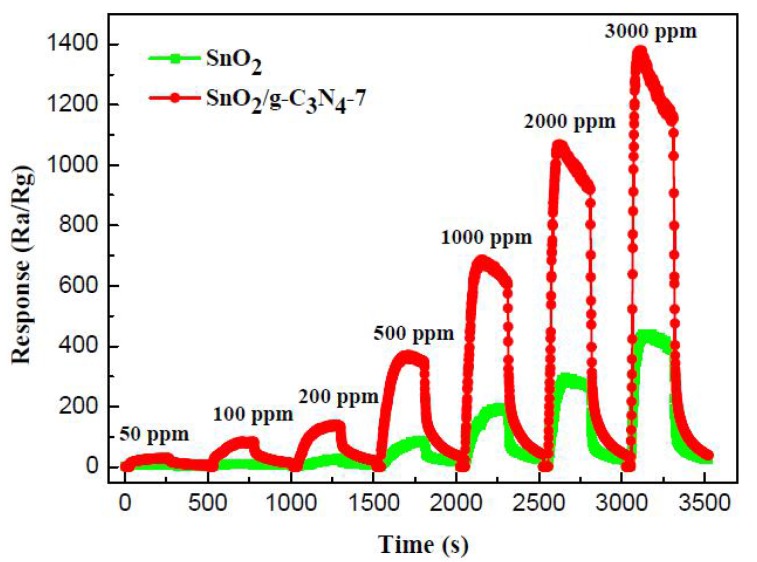 1400
1200
1000
800
600
400
200
0
Response (Ra/Rg)
SnO2
SnO2/g-C3N4-7
50 ppm
100 ppm
200 ppm
500 ppm
1000 ppm
2000 ppm
3000 ppm
0 500 1000 1500 2000 2500 3000 3500
Time (s)